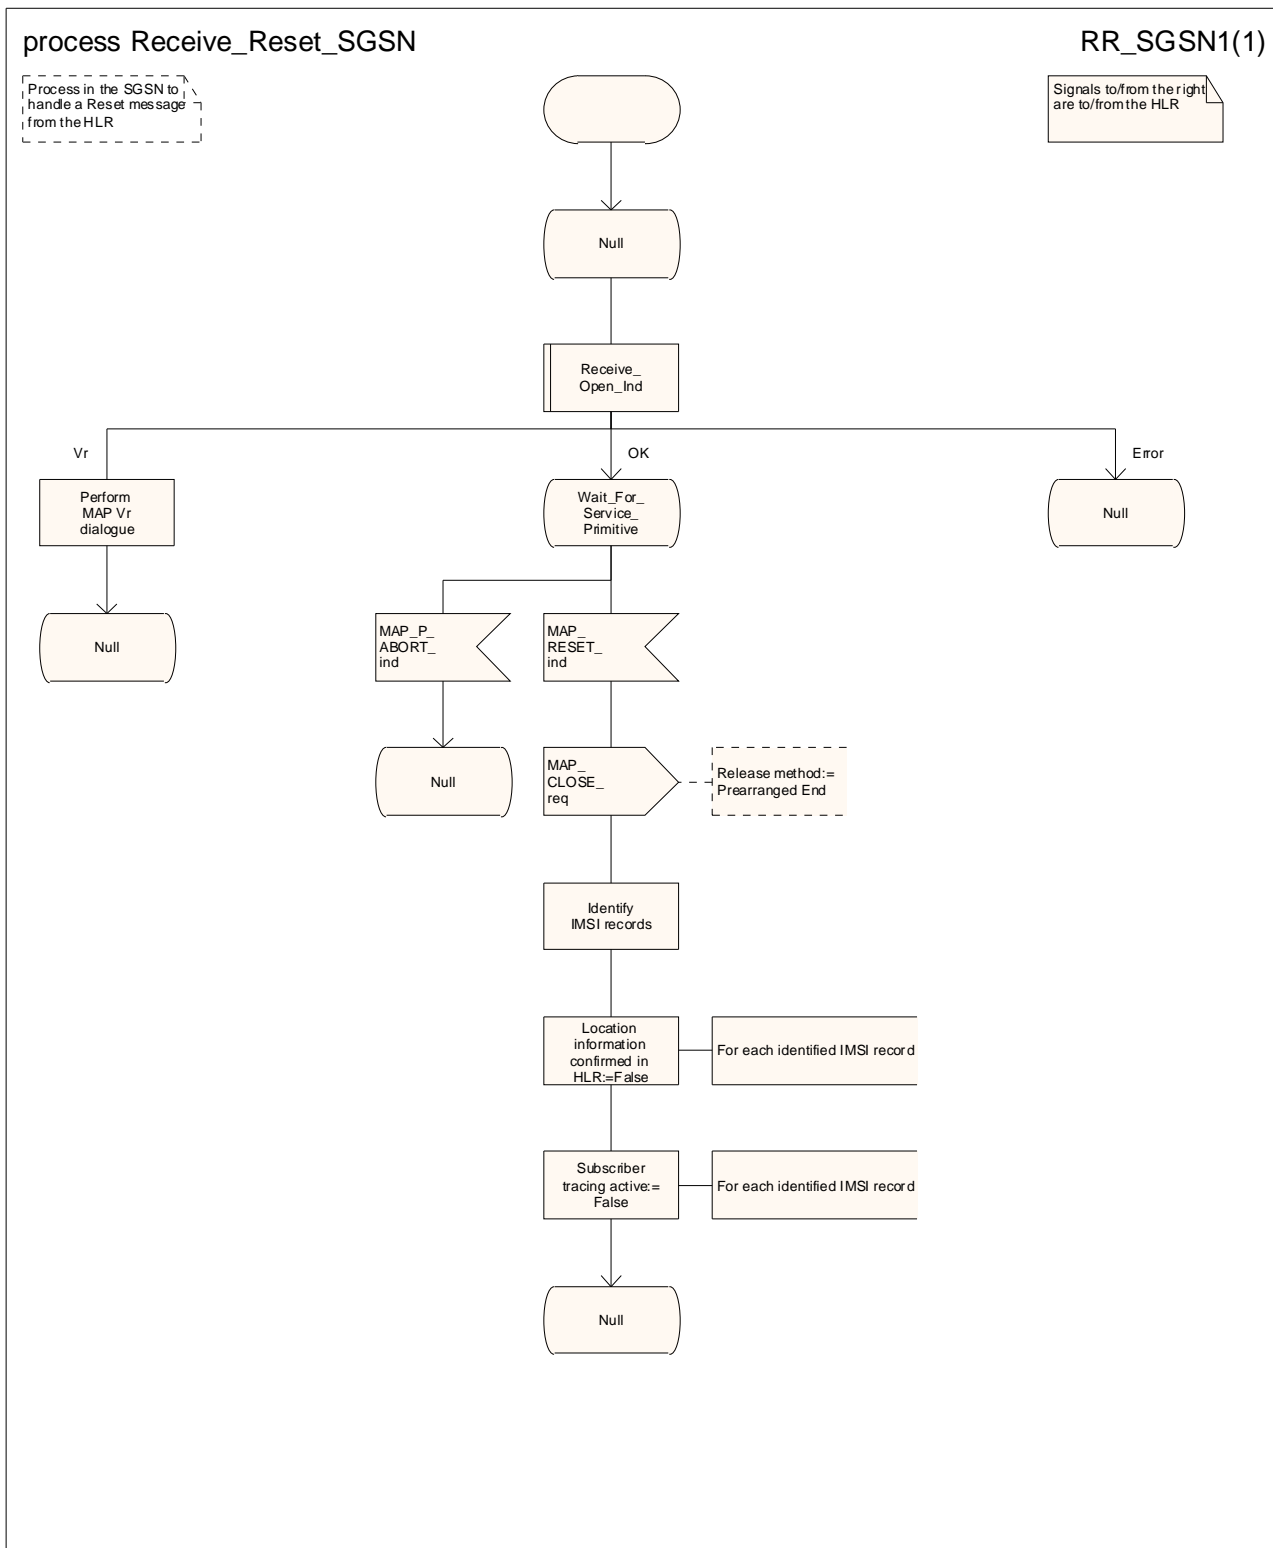 process Receive_Reset_SGSN
RR_SGSN1(1)
Process in the SGSN to
handle a Reset message
from the HLR
Signals to/from the right
are to/from the HLR
Null
Receive_
Open_Ind
Vr
OK
Error
Perform
MAP Vr
dialogue
Wait_For_
Service_
Primitive
Null
Null
MAP_P_
ABORT_
ind
MAP_
RESET_
ind
Null
MAP_
CLOSE_
req
Release method:=
Prearranged End
Identify
IMSI records
Location
information
confirmed in
HLR:=False
For each identified IMSI record
Subscriber
tracing active:=
False
For each identified IMSI record
Null